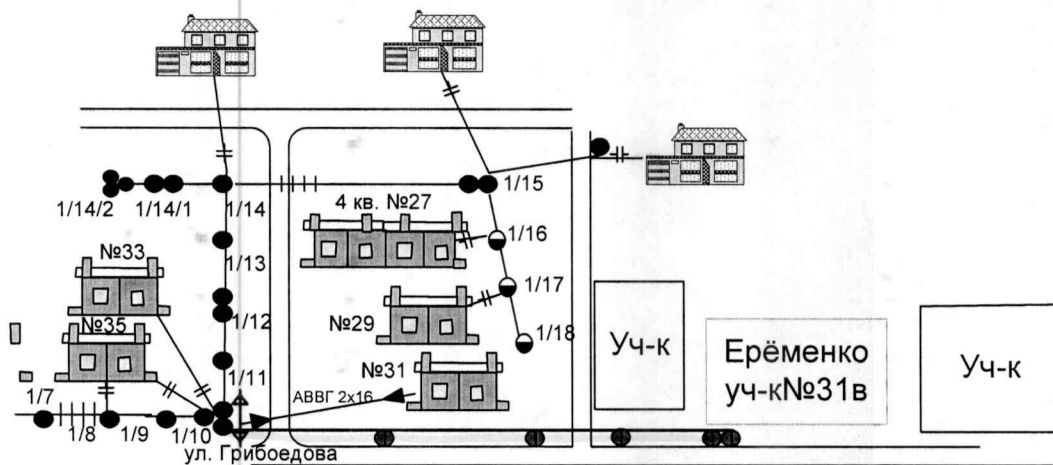 1/15
1/14/2
1/14/1
1/14
4 кв. №27
1/16
№33
1/13
1/17
№35
1/12
№29
1/18
Уч-к
Ерёменко
уч-к№31в
Уч-к
1/11
№31
АВВГ 2х16
1/7
1/8
1/9
1/10
ул. Грибоедова